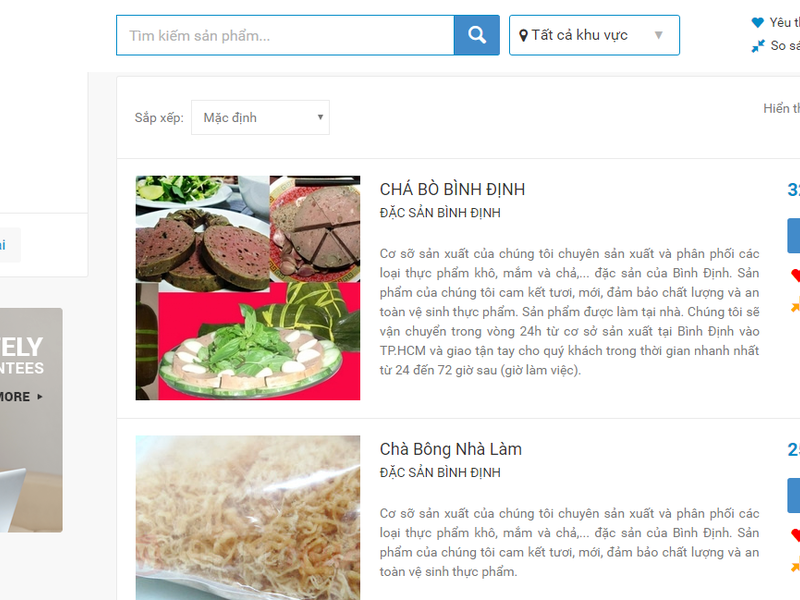 Tìm kiếm sản phẩm...
Tất cả khu vực
Yêu th
So sá
Sắp xếp:
Mặc định
Hiển th
ELY
NTEES
MORE
CHÁ BÒ BÌNH ĐỊNH
ĐẶC SẢN BÌNH ĐỊNH
Cơ sỡ sản xuất của chúng tôi chuyên sản xuất và phân phối các
loại thực phẩm khô, mắm và chả,... đặc sản của Bình Định. Sản
phẩm của chúng tôi cam kết tươi, mới, đảm bảo chất lượng và an
toàn vệ sinh thực phẩm. Sản phẩm được làm tại nhà. Chúng tôi sẽ
vận chuyển trong vòng 24h từ cơ sở sản xuất tại Bình Định vào
TP.HCM và giao tận tay cho quý khách trong thời gian nhanh nhất
từ 24 đến 72 giờ sau (giờ làm việc).
Chà Bông Nhà Làm
ĐẶC SẢN BÌNH ĐỊNH
Cơ sỡ sản xuất của chúng tôi chuyên sản xuất và phân phối các
loại thực phẩm khô, mắm và chả,... đặc sản của Bình Định. Sản
phẩm của chúng tôi cam kết tươi, mới, đảm bảo chất lượng và an
toàn vệ sinh thực phẩm.